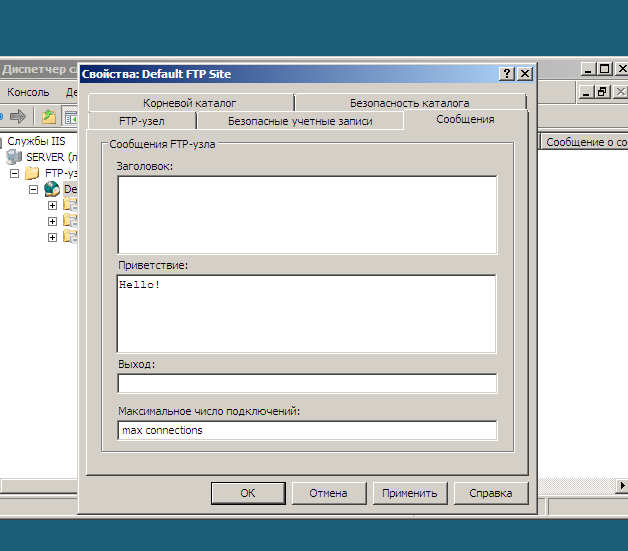 Диспетчер с
Свойства: Default FTP Site
Консоль
Корневой каталог
Безопасность каталога
FTP-узел
Безопасные учетные записи
Сообщения
Службы IIS
Сообщение о со
SERVER (л
Сообщения FTP-узла
FTP-уз
Заголовок:
De
Приветствие:
Hello!
Выход:
Максимальное число подключений:
max connections
OK
Отмена
Применить
Справка